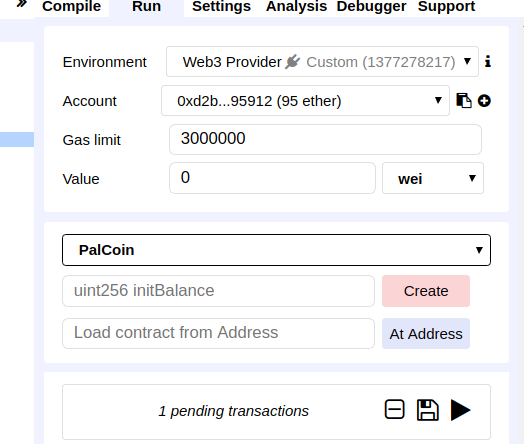 » Compile Run Settings Analysis Debugger Support
Environment Web3 Provider Custom (1377278217)
Account 0xd2b...95912 (95 ether)
Gas limit 3000000
Value 0 wei
PalCoin
uint256 initBalance Create
Load contract from Address At Address
1 pending transactions